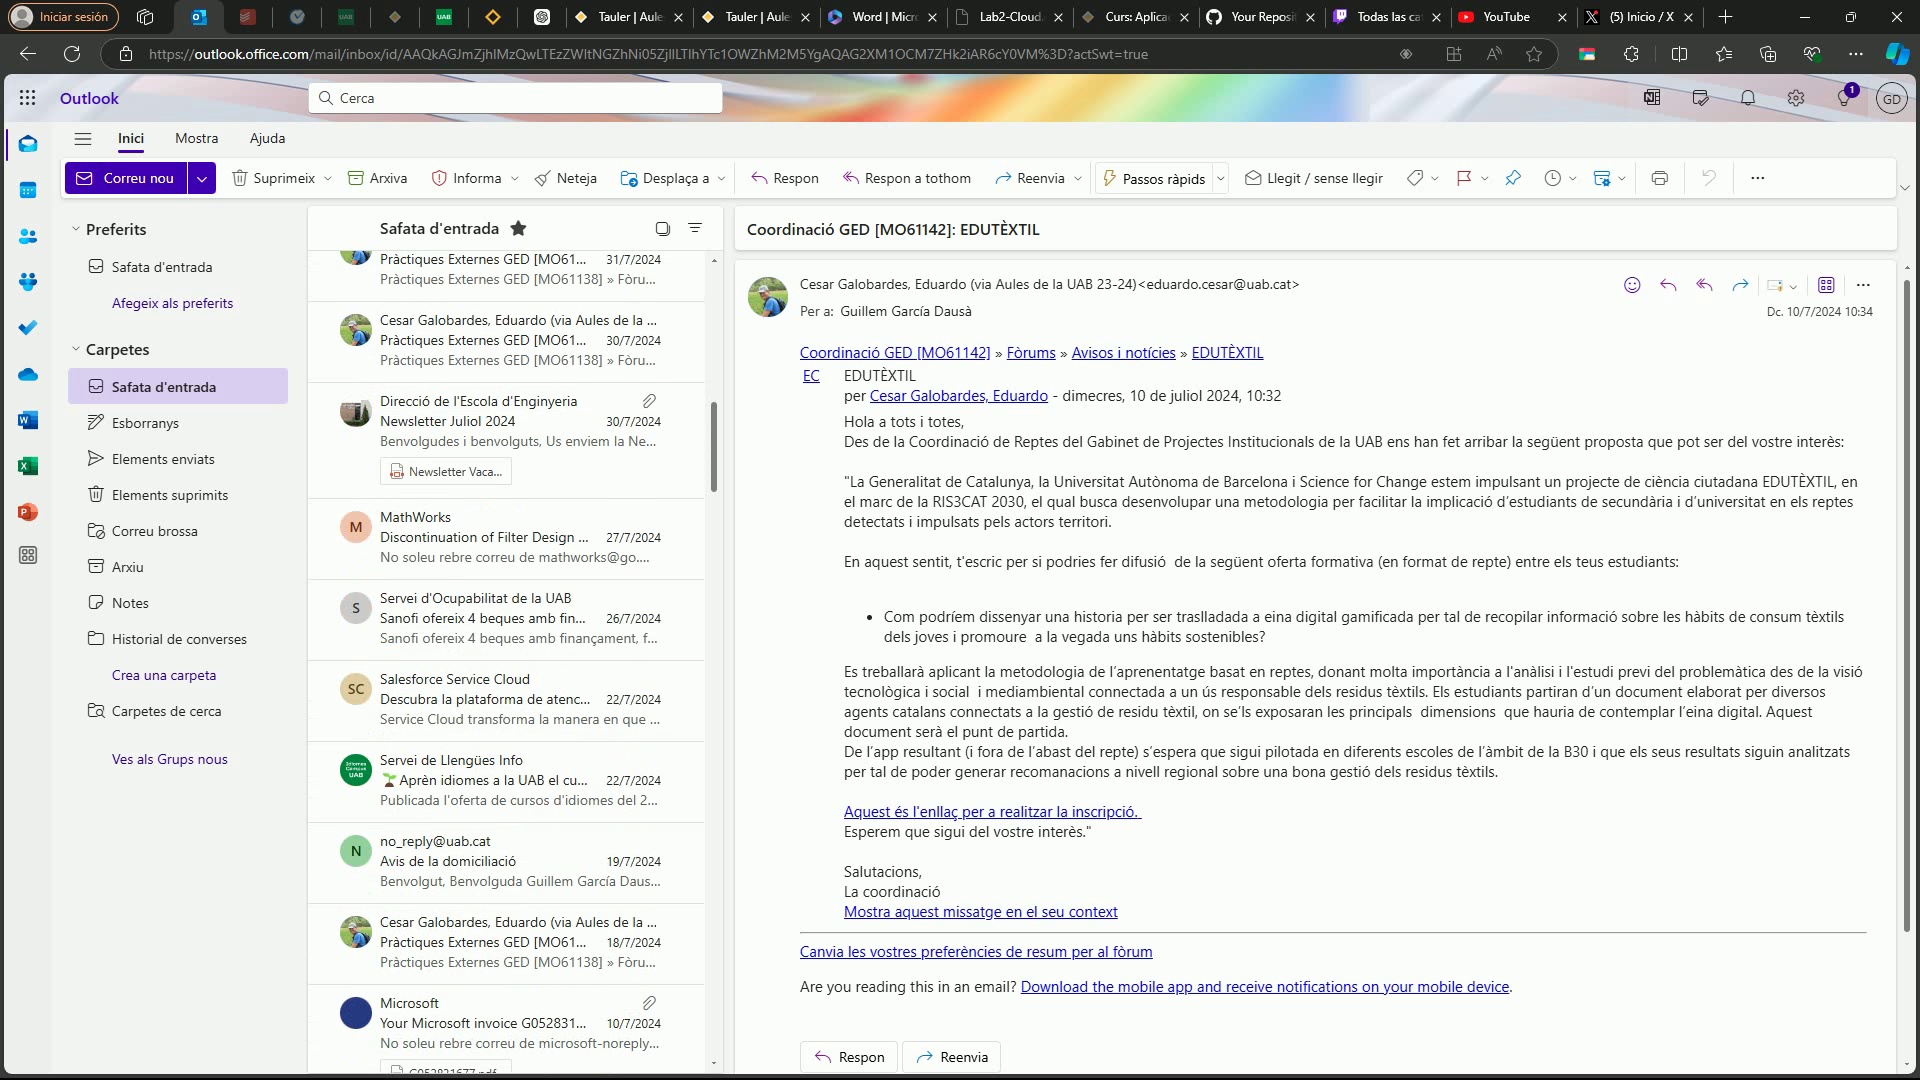 Iniciar sesión
Tauler | Aule
Tauler | Aule
Word | Micr
Lab2-Cloud
Curs: Aplica
Your Reposi
Todas las ca
YouTube
(5) Inicio / X
Outlook
Cerca
1
GD
Inici
Mostra
Ajuda
Correu nou
Suprimeix
Arxiva
Informa
Neteja
Desplaça a
Respon
Respon a tothom
Reenvia
Passos ràpids
Llegit / sense llegir
Preferits
Safata d'entrada
Afegeix als preferits
Carpetes
Safata d'entrada
Esborranys
Elements enviats
Elements suprimits
Correu brossa
Arxiu
Notes
Historial de converses
Crea una carpeta
Carpetes de cerca
Ves als Grups nous
Safata d'entrada
Pràctiques Externes GED [MO61... 31/7/2024
Pràctiques Externes GED [MO61138] » Fòru...
Cesar Galobardes, Eduardo (via Aules de la ...
Pràctiques Externes GED [MO61... 30/7/2024
Pràctiques Externes GED [MO61138] » Fòru...
Direcció de l'Escola d'Enginyeria
Newsletter Juliol 2024 30/7/2024
Benvolgudes i benvolguts, Us enviem la Ne...
Newsletter Vaca...
M
MathWorks
Discontinuation of Filter Design ... 27/7/2024
No soleu rebre correu de mathworks@go....
S
Servei d'Ocupabilitat de la UAB
Sanofi ofereix 4 beques amb fin... 26/7/2024
Sanofi ofereix 4 beques amb finançament, f...
SC
Salesforce Service Cloud
Descubra la plataforma de atenc... 22/7/2024
Service Cloud transforma la manera en que ...
Servei de Llengües Info
Aprèn idiomes a la UAB el cu... 22/7/2024
Publicada l'oferta de cursos d'idiomes del 2...
N
no_reply@uab.cat
Avis de la domiciliació 19/7/2024
Benvolgut, Benvolguda Guillem García Daus...
Cesar Galobardes, Eduardo (via Aules de la ...
Pràctiques Externes GED [MO61... 18/7/2024
Pràctiques Externes GED [MO61138] » Fòru...
Microsoft
Your Microsoft invoice G052831... 10/7/2024
No soleu rebre correu de microsoft-noreply...
Coordinació GED [MO61142]: EDUTÈXTIL
Cesar Galobardes, Eduardo (via Aules de la UAB 23-24)<eduardo.cesar@uab.cat>
Per a: Guillem García Dausà
Dc. 10/7/2024 10:34
Coordinació GED [MO61142] » Fòrums » Avisos i notícies » EDUTÈXTIL
EC EDUTÈXTIL
per Cesar Galobardes, Eduardo - dimecres, 10 de juliol 2024, 10:32
Hola a tots i totes,
Des de la Coordinació de Reptes del Gabinet de Projectes Institucionals de la UAB ens han fet arribar la següent proposta que pot ser del vostre interès:
"La Generalitat de Catalunya, la Universitat Autònoma de Barcelona i Science for Change estem impulsant un projecte de ciència ciutadana EDUTÈXTIL, en
el marc de la RIS3CAT 2030, el qual busca desenvolupar una metodologia per facilitar la implicació d'estudiants de secundària i d'universitat en els reptes
detectats i impulsats pels actors territori.
En aquest sentit, t'escric per si podries fer difusió de la següent oferta formativa (en format de repte) entre els teus estudiants:
• Com podríem dissenyar una historia per ser traslladada a eina digital gamificada per tal de recopilar informació sobre les hàbits de consum tèxtils
dels joves i promoure a la vegada uns hàbits sostenibles?
Es treballarà aplicant la metodologia de l'aprenentatge basat en reptes, donant molta importància a l'anàlisi i l'estudi previ del problemàtica des de la visió
tecnològica i social i mediambiental connectada a un ús responsable dels residus tèxtils. Els estudiants partiran d'un document elaborat per diversos
agents catalans connectats a la gestió de residu tèxtil, on se'ls exposaran les principals dimensions que hauria de contemplar l'eina digital. Aquest
document serà el punt de partida.
De l'app resultant (i fora de l'abast del repte) s'espera que sigui pilotada en diferents escoles de l'àmbit de la B30 i que els seus resultats siguin analitzats
per tal de poder generar recomanacions a nivell regional sobre una bona gestió dels residus tèxtils.
Aquest és l'enllaç per a realitzar la inscripció.
Esperem que sigui del vostre interès."
Salutacions,
La coordinació
Mostra aquest missatge en el seu context
Canvia les vostres preferències de resum per al fòrum
Are you reading this in an email? Download the mobile app and receive notifications on your mobile device.
Respon
Reenvia